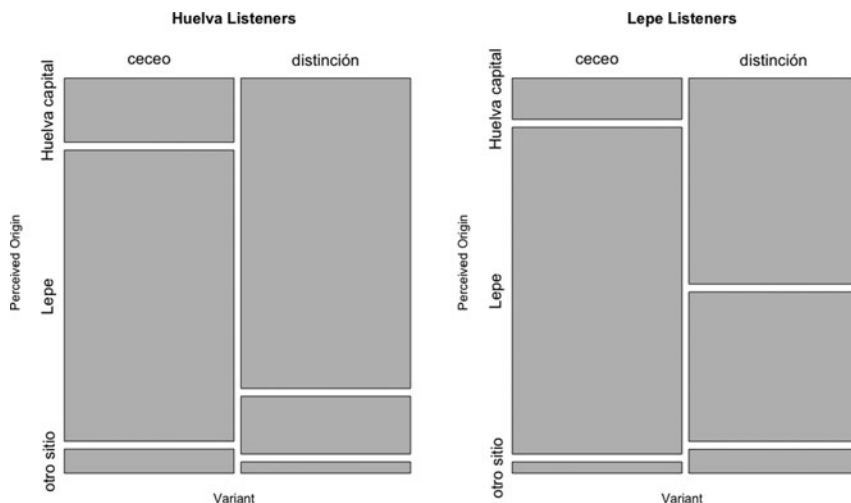 Huelva Listeners
ceceo
distinción
Huelva capital
Lepe
otro sitio
Perceived Origin
Variant
Lepe Listeners
ceceo
distinción
Huelva capital
Lepe
otro sitio
Perceived Origin
Variant